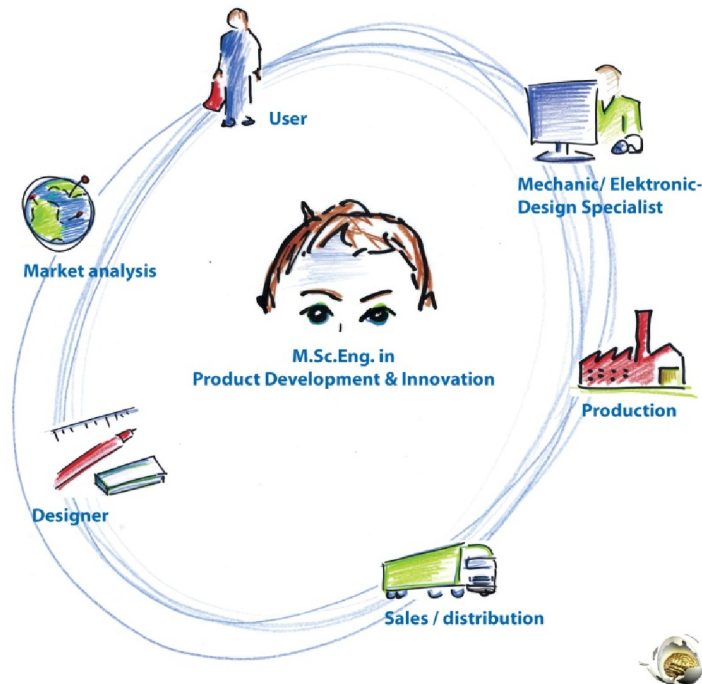 User
Mechanic/ Elektronic-
Design Specialist
Market analysis
M.Sc.Eng. in
Product Development & Innovation
Production
Designer
Sales / distribution